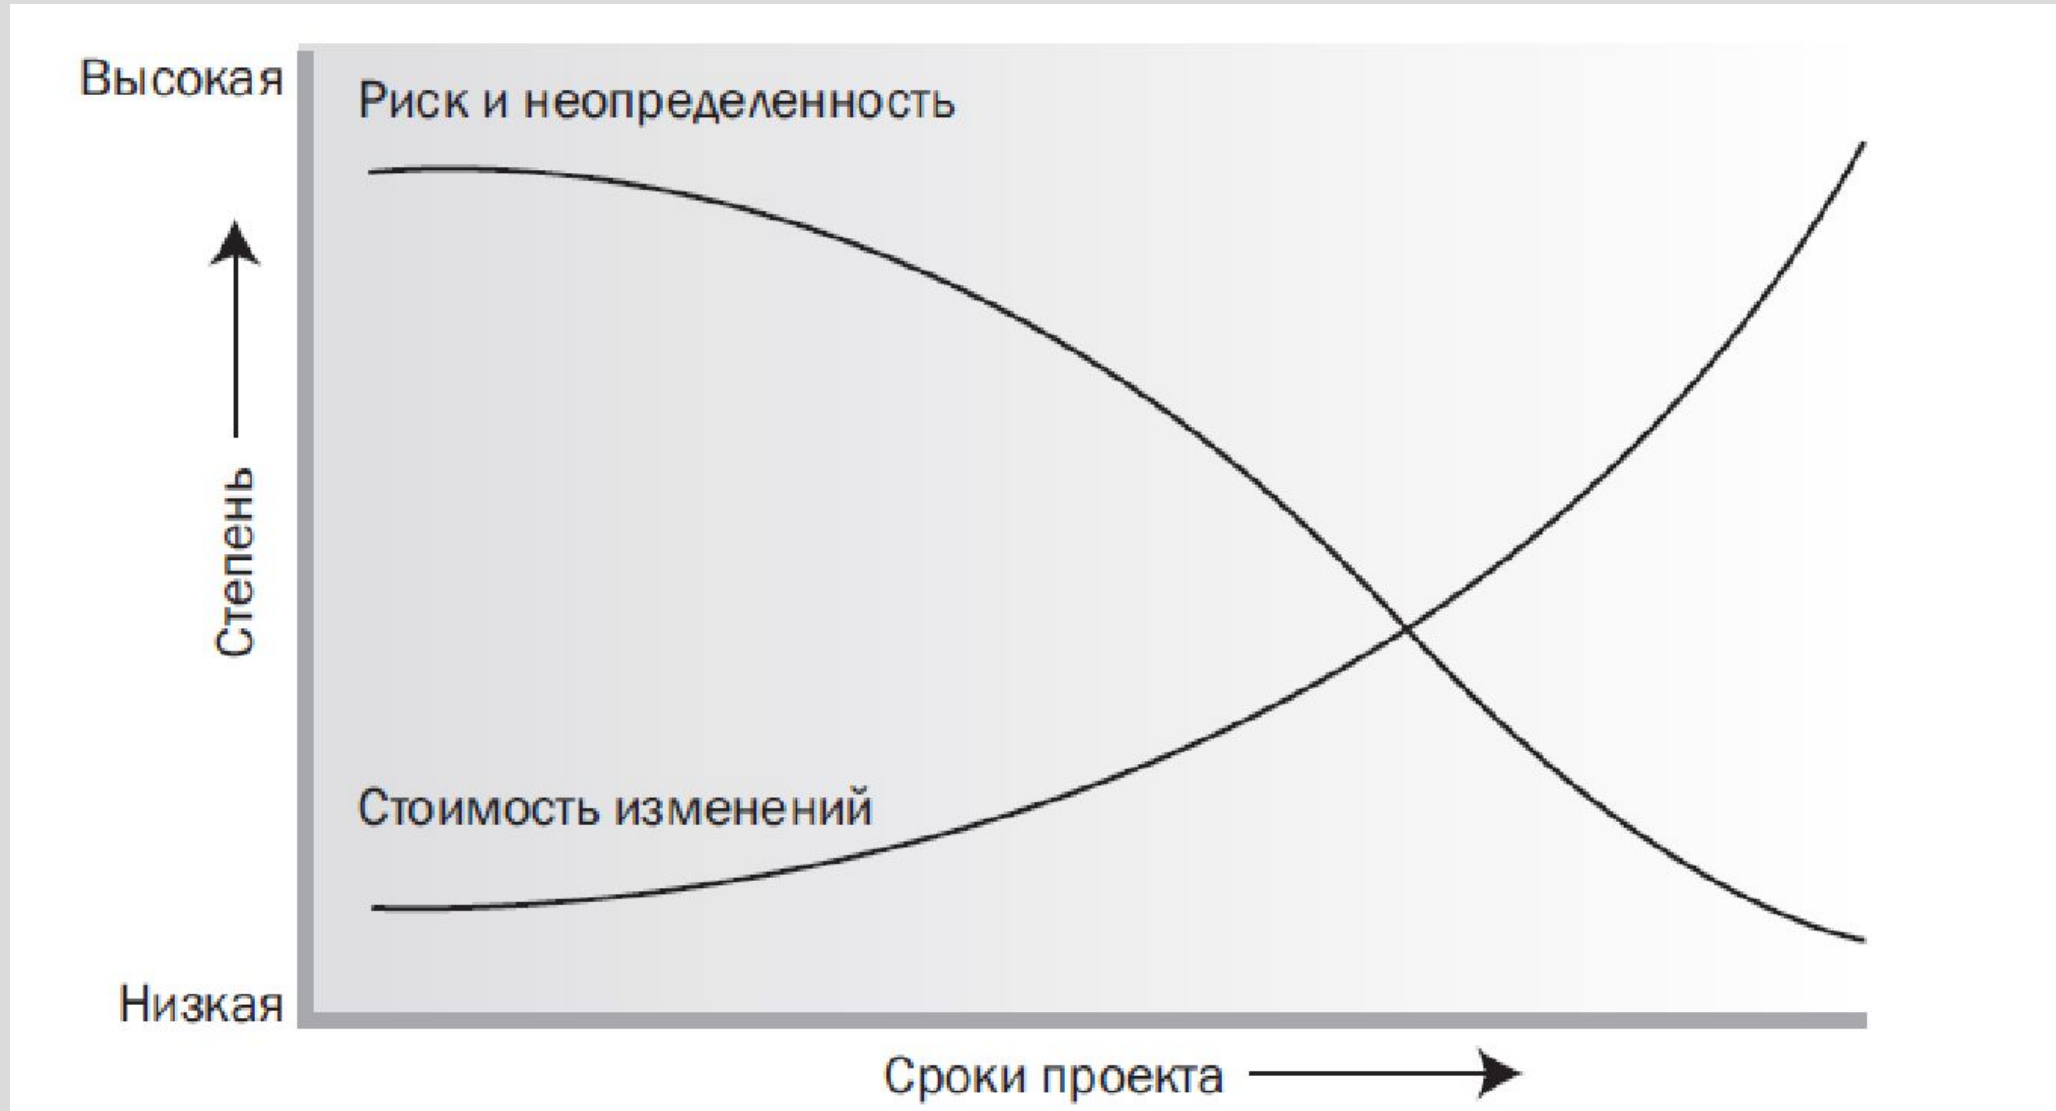 Высокая
Риск и неопределенность
Степень
Стоимость изменений
Низкая
Сроки проекта